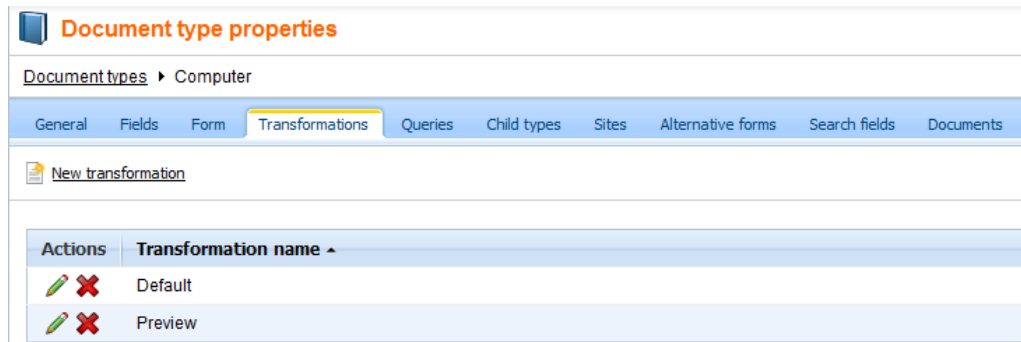 Document type properties
Document types ▸ Computer
General Fields Form Transformations Queries Child types Sites Alternative forms Search fields Documents
New transformation
Actions Transformation name ▲
Default
Preview